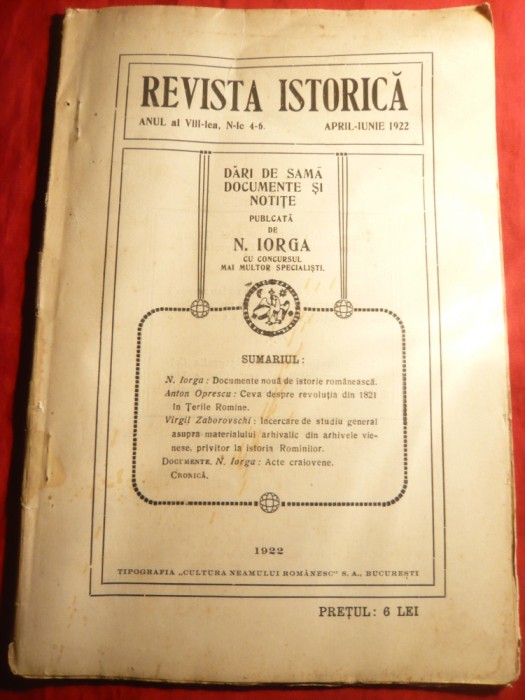 REVISTA ISTORICĂ
ANUL al VIII-lea, N-le 4-6. APRIL-IUNIE 1922
DĂRI DE SAMĂ
DOCUMENTE ŞI
NOTIŢE
PUBLCATĂ
DE
N. IORGA
CU CONCURSUL
MAI MULTOR SPECIALIŞTI.
SUMARIUL:
N. Iorga: Documente nouă de istorie românească.
Anton Oprescu: Ceva despre revoluţia din 1821
în Ţerile Romîne.
Virgil Zaborovschi: Incercare de studiu general
asupra materialului arhivalic din arhivele vie-
nese, privitor la istoria Romînilor.
DOCUMENTE, N. Iorga: Acte craiovene.
CRONICĂ.
1922
TIPOGRAFIA „CULTURA NEAMULUI ROMÂNESC" S. A., BUCUREŞTI
PREŢUL: 6 LEI